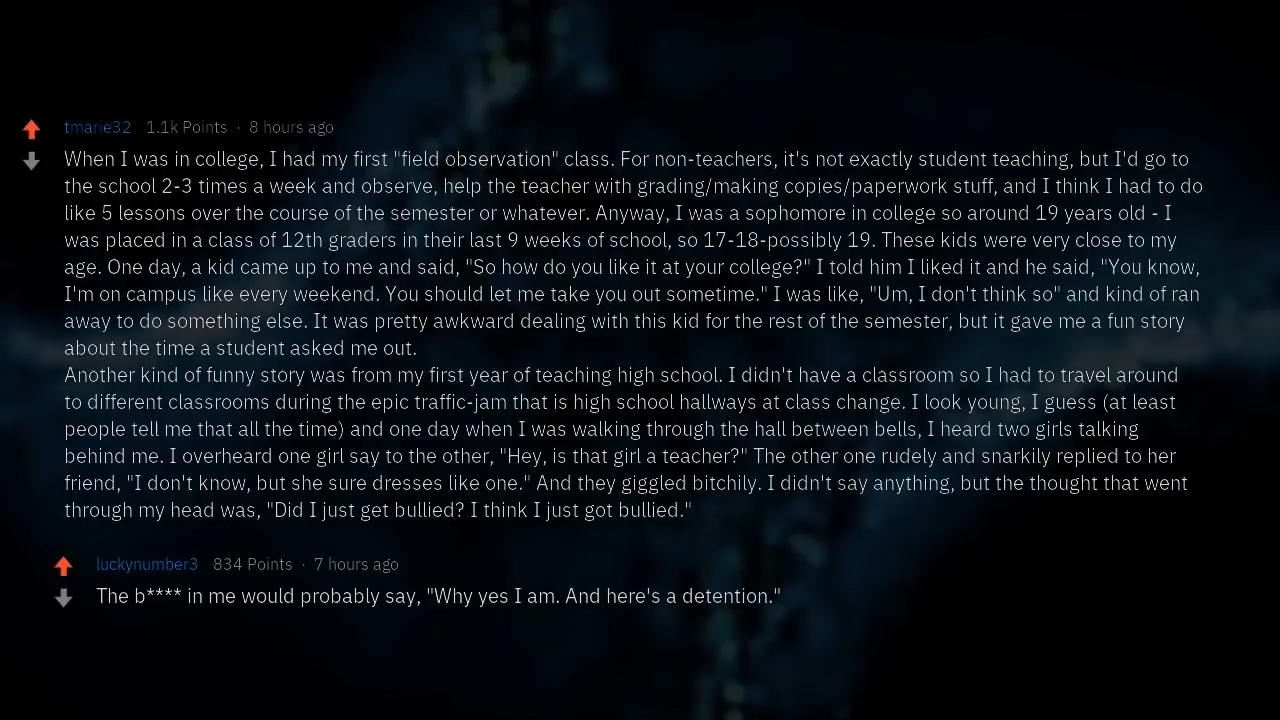 tmarie32 1.1k Points · 8 hours ago
When I was in college, I had my first "field observation" class. For non-teachers, it's not exactly student teaching, but I'd go to
the school 2-3 times a week and observe, help the teacher with grading/making copies/paperwork stuff, and I think I had to do
like 5 lessons over the course of the semester or whatever. Anyway, I was a sophomore in college so around 19 years old - I
was placed in a class of 12th graders in their last 9 weeks of school, so 17-18-possibly 19. These kids were very close to my
age. One day, a kid came up to me and said, "So how do you like it at your college?" I told him I liked it and he said, "You know,
I'm on campus like every weekend. You should let me take you out sometime." I was like, "Um, I don't think so" and kind of ran
away to do something else. It was pretty awkward dealing with this kid for the rest of the semester, but it gave me a fun story
about the time a student asked me out.
Another kind of funny story was from my first year of teaching high school. I didn't have a classroom so I had to travel around
to different classrooms during the epic traffic-jam that is high school hallways at class change. I look young, I guess (at least
people tell me that all the time) and one day when I was walking through the hall between bells, I heard two girls talking
behind me. I overheard one girl say to the other, "Hey, is that girl a teacher?" The other one rudely and snarkily replied to her
friend, "I don't know, but she sure dresses like one." And they giggled bitchily. I didn't say anything, but the thought that went
through my head was, "Did I just get bullied? I think I just got bullied."
luckynumber3 834 Points · 7 hours ago
The b**** in me would probably say, "Why yes I am. And here's a detention."